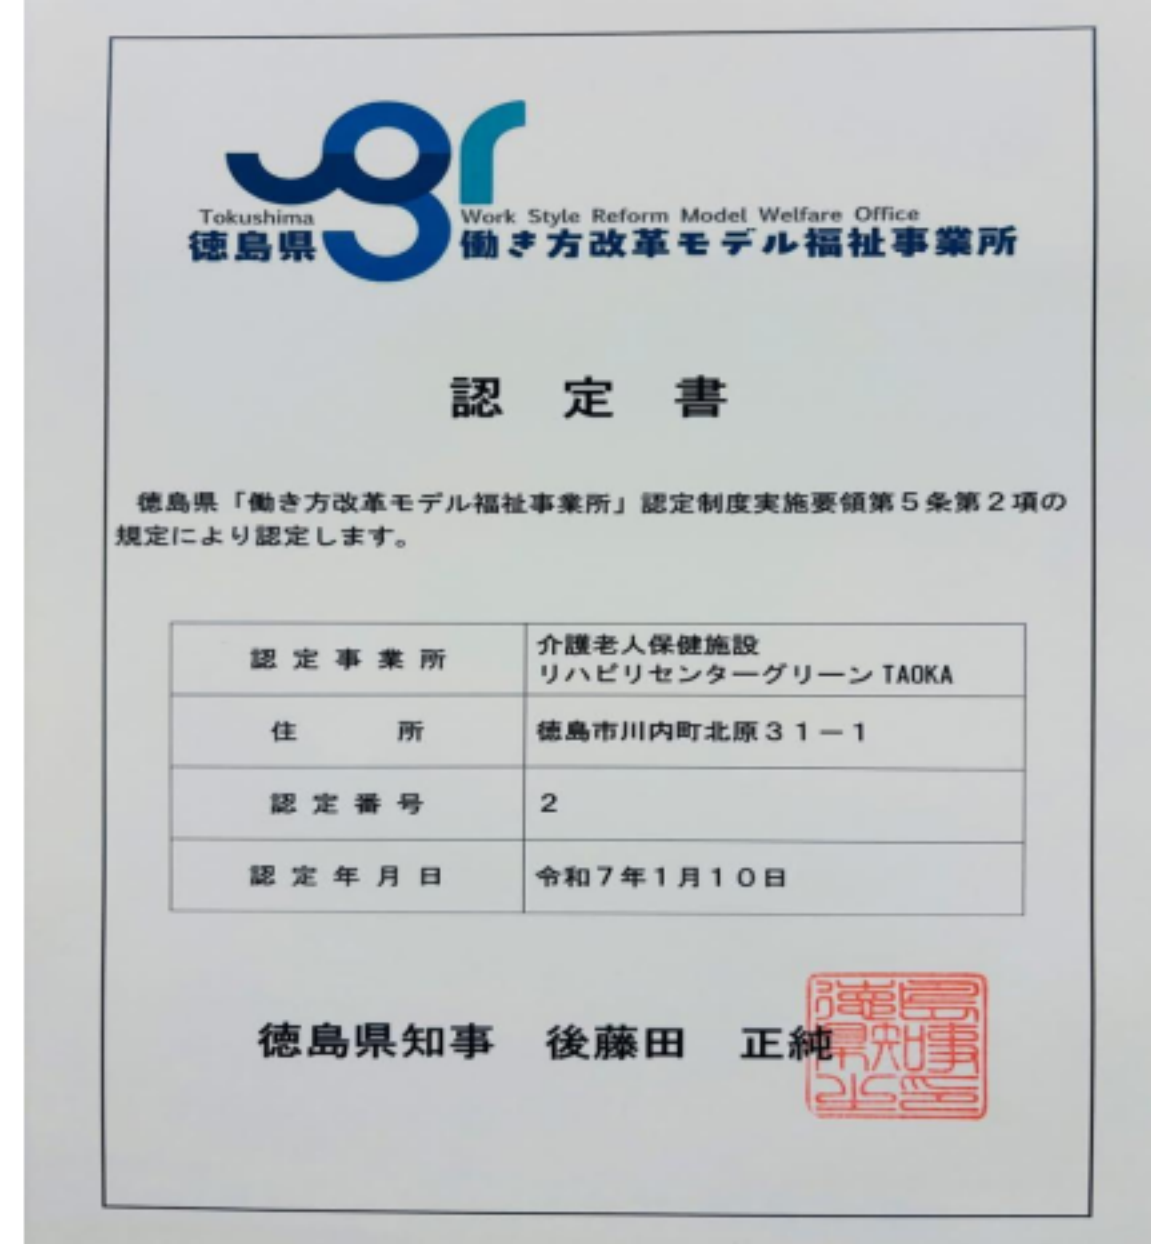 Tokushima
徳島県
Work Style Reform Model Welfare Office
働き方改革モデル福祉事業所
認 定 書
徳島県「働き方改革モデル福祉事業所」認定制度実施要領第５条第２項の
規定により認定します。
認定事業所
介護老人保健施設
リハビリセンターグリーン TAOKA
住 所
徳島市川内町北原３１－１
認定番号
２
認定年月日
令和７年１月１０日
徳島県知事 後藤田 正純